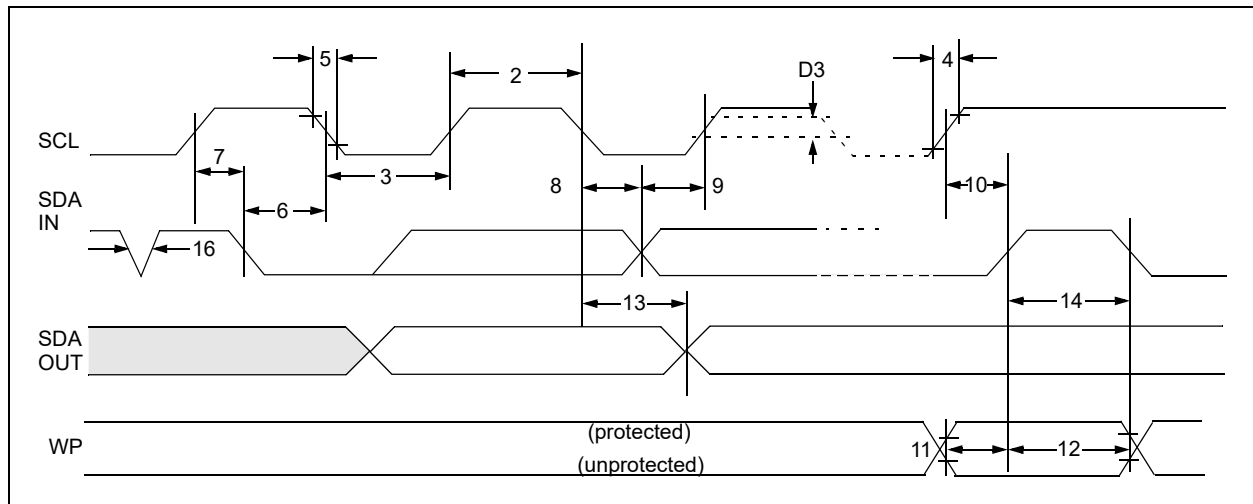 5
2
D3
4
SCL
7
3
8
9
10
SDA
IN
6
16
13
14
SDA
OUT
WP
(protected)
(unprotected)
11
12